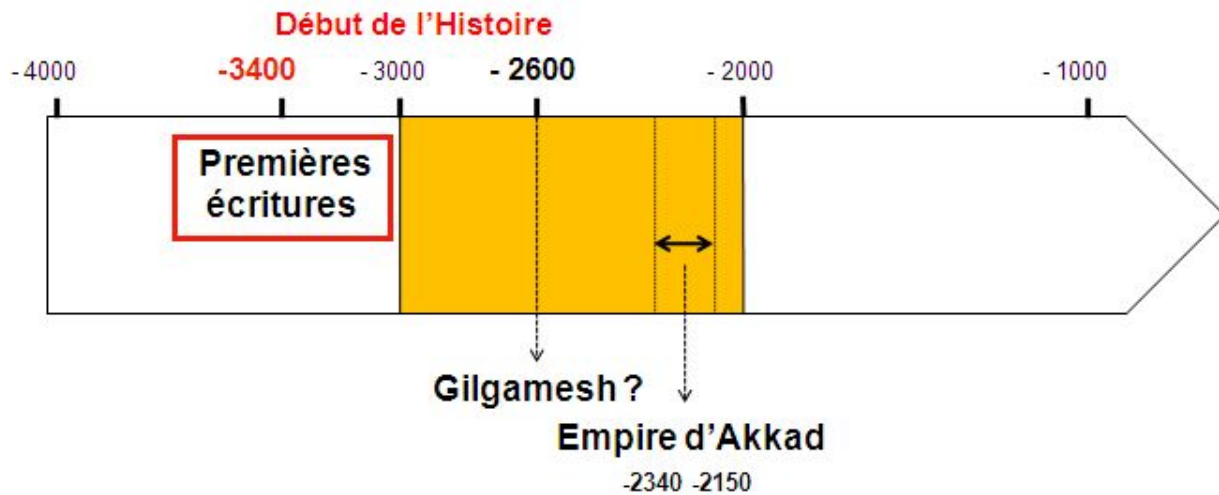 Début de l'Histoire
- 4000 -3400 - 3000 - 2600 - 2000 - 1000
Premières
écritures
Gilgamesh ?
Empire d'Akkad
-2340 -2150